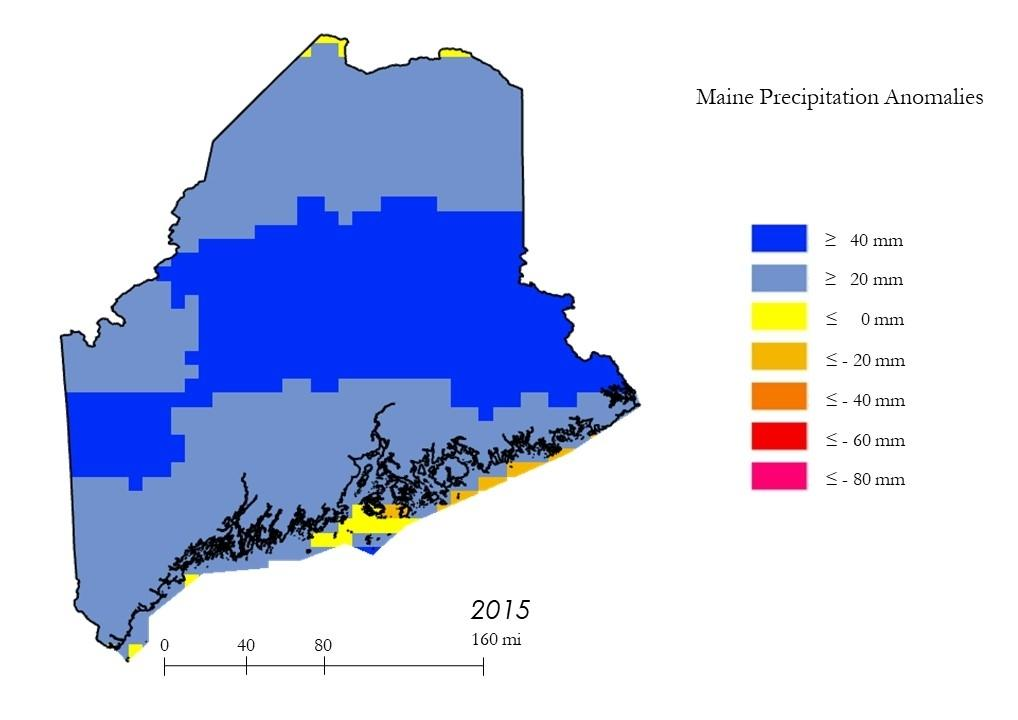 Maine Precipitation Anomalies
≥ 40 mm
≥ 20 mm
≤ 0 mm
≤ - 20 mm
≤ - 40 mm
≤ - 60 mm
≤ - 80 mm
2015
0 40 80 160 mi